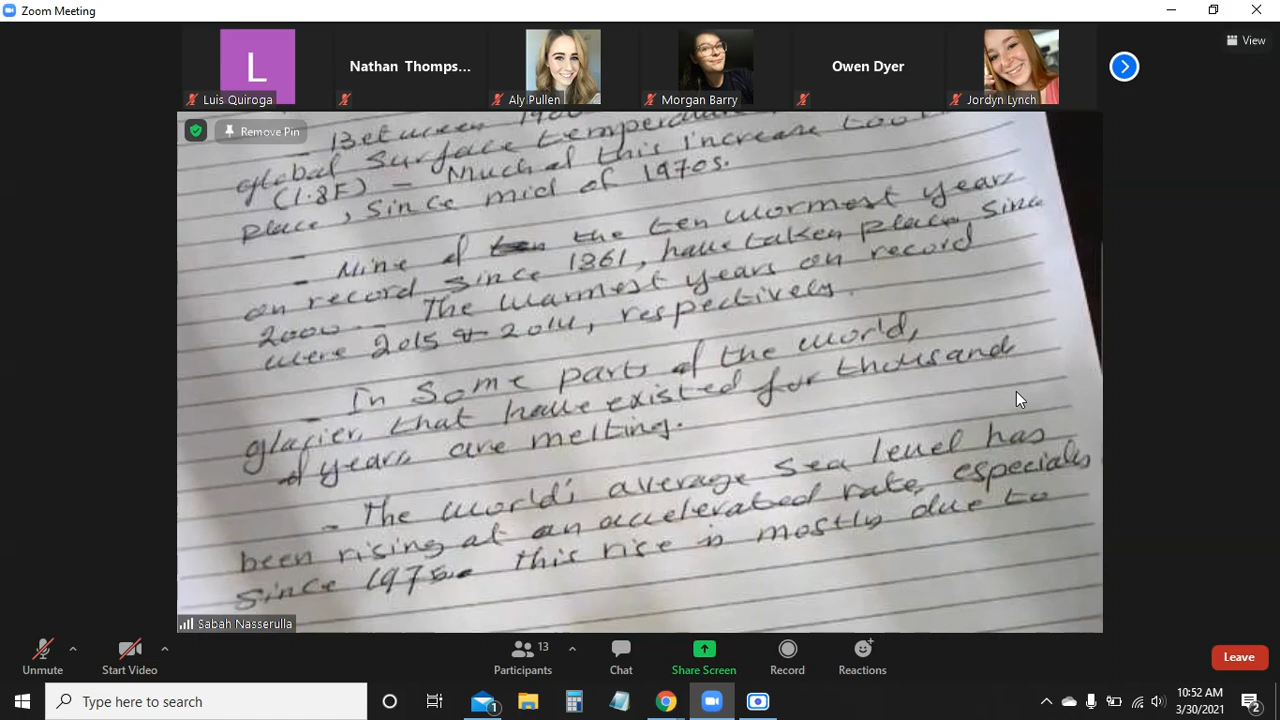 Zoom Meeting
View
L
Luis Quiroga
Nathan Thomps...
Aly Pullen
Morgan Barry
Owen Dyer
Jordyn Lynch
Remove Pin
- Between
global surface temperature
(1.8F) - Much of this increase took
place, since mid of 1970s.
- Nine of the ten wormest years
on record since 1861, have taken place since
2000. - The warmest years on record
were 2015 & 2014, respectively.
- In some parts of the world,
glaciers that have existed for thousand
of years are melting.
- The world's average sea level has
been rising at an accelerated rate, especially
since 1975. this rise is mostly due to
Sabah Nasserulla
Unmute
Start Video
13
Participants
Chat
Share Screen
Record
Reactions
Leave
Type here to search
1
10:52 AM
3/30/2021
2